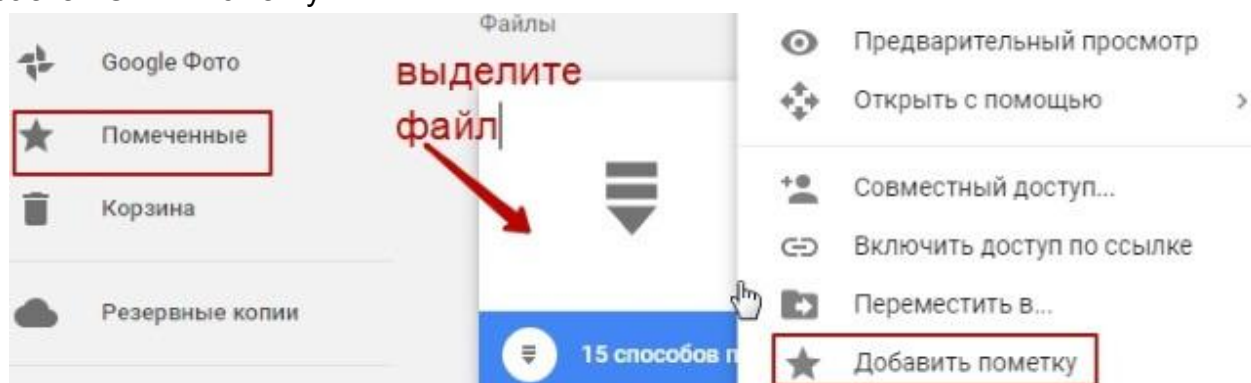 Google Фото
Помеченные
Корзина
Резервные копии
Файлы
выделите
файл
15 способов п
Предварительный просмотр
Открыть с помощью
Совместный доступ...
Включить доступ по ссылке
Переместить в...
Добавить пометку